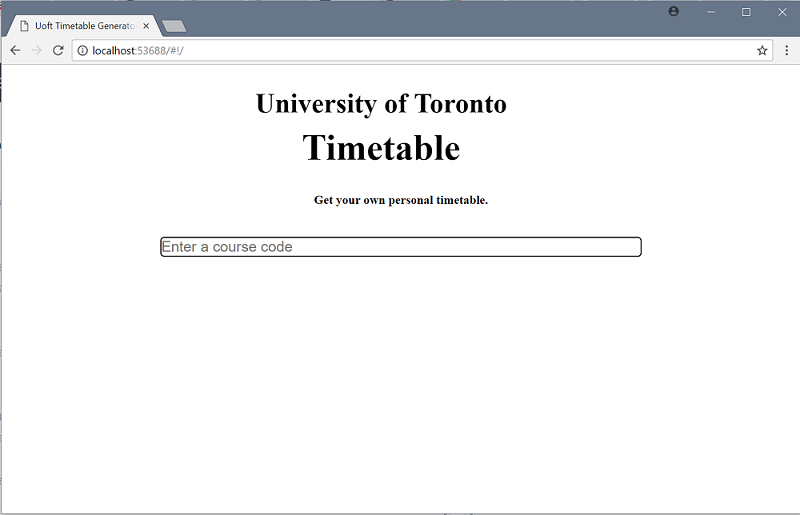 Uoft Timetable Generato
localhost:53688/#!/
University of Toronto
Timetable
Get your own personal timetable.
Enter a course code